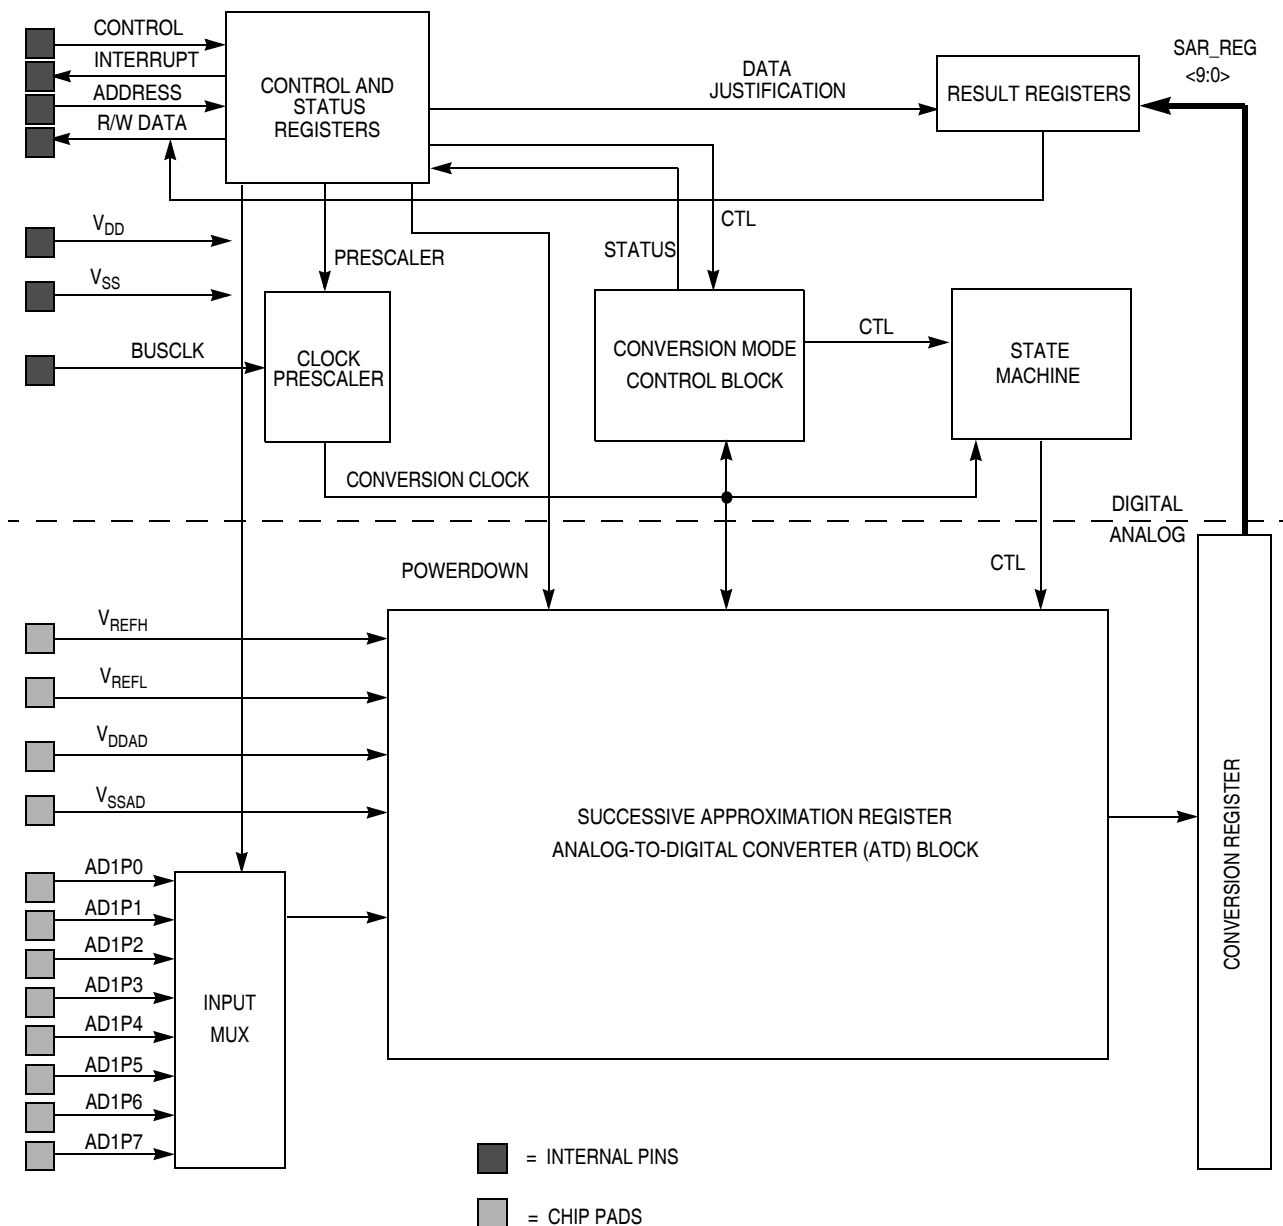 CONTROL
INTERRUPT
ADDRESS
R/W DATA
CONTROL AND
STATUS
REGISTERS
DATA
JUSTIFICATION
RESULT REGISTERS
SAR_REG
<9:0>
VDD
VSS
BUSCLK
PRESCALER
CLOCK
PRESCALER
STATUS
CTL
CONVERSION MODE
CONTROL BLOCK
CTL
STATE
MACHINE
CONVERSION CLOCK
DIGITAL
ANALOG
POWERDOWN
CTL
VREFH
VREFL
VDDAD
VSSAD
SUCCESSIVE APPROXIMATION REGISTER
ANALOG-TO-DIGITAL CONVERTER (ATD) BLOCK
CONVERSION REGISTER
AD1P0
AD1P1
AD1P2
AD1P3
AD1P4
AD1P5
AD1P6
AD1P7
INPUT
MUX
= INTERNAL PINS
= CHIP PADS